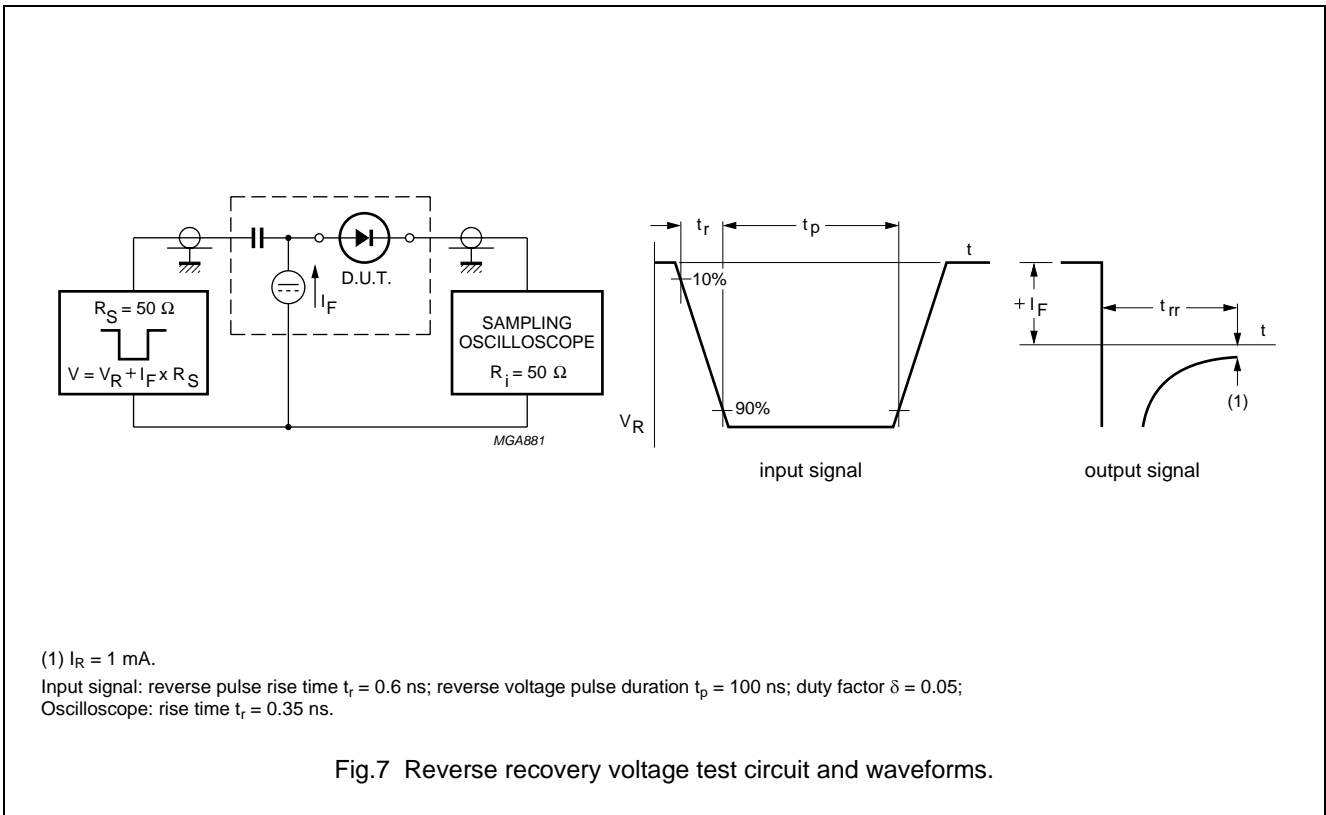 R_S = 50 Ω
V = V_R + I_F x R_S
I_F
D.U.T.
SAMPLING
OSCILLOSCOPE
R_i = 50 Ω
MGA881
t_r
t_p
t
10%
90%
V_R
input signal
+ I_F
t_rr
t
(1)
output signal
(1) I_R = 1 mA.
Input signal: reverse pulse rise time t_r = 0.6 ns; reverse voltage pulse duration t_p = 100 ns; duty factor δ = 0.05;
Oscilloscope: rise time t_r = 0.35 ns.
Fig.7 Reverse recovery voltage test circuit and waveforms.